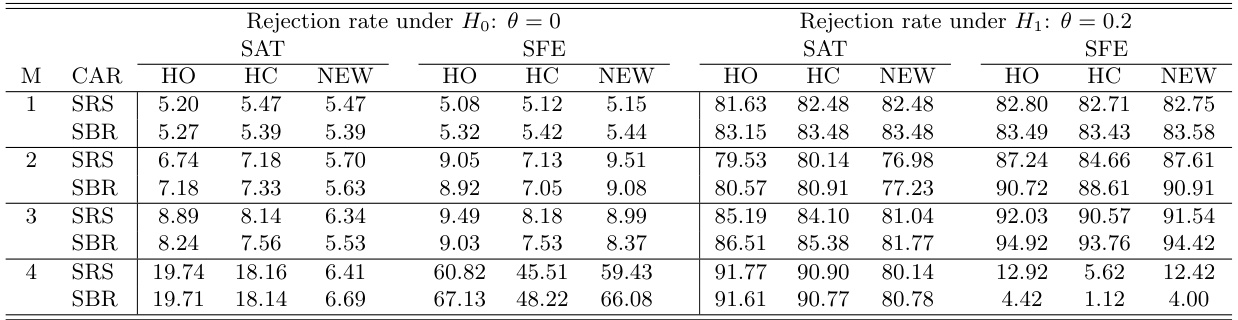 Rejection rate under H₀: θ = 0 Rejection rate under H₁: θ = 0.2
SAT SFE SAT SFE
M CAR HO HC NEW HO HC NEW HO HC NEW HO HC NEW
1 SRS 5.20 5.47 5.47 5.08 5.12 5.15 81.63 82.48 82.48 82.80 82.71 82.75
SBR 5.27 5.39 5.39 5.32 5.42 5.44 83.15 83.48 83.48 83.49 83.43 83.58
2 SRS 6.74 7.18 5.70 9.05 7.13 9.51 79.53 80.14 76.98 87.24 84.66 87.61
SBR 7.18 7.33 5.63 8.92 7.05 9.08 80.57 80.91 77.23 90.72 88.61 90.91
3 SRS 8.89 8.14 6.34 9.49 8.18 8.99 85.19 84.10 81.04 92.03 90.57 91.54
SBR 8.24 7.56 5.53 9.03 7.53 8.37 86.51 85.38 81.77 94.92 93.76 94.42
4 SRS 19.74 18.16 6.41 60.82 45.51 59.43 91.77 90.90 80.14 12.92 5.62 12.42
SBR 19.71 18.14 6.69 67.13 48.22 66.08 91.61 90.77 80.78 4.42 1.12 4.00